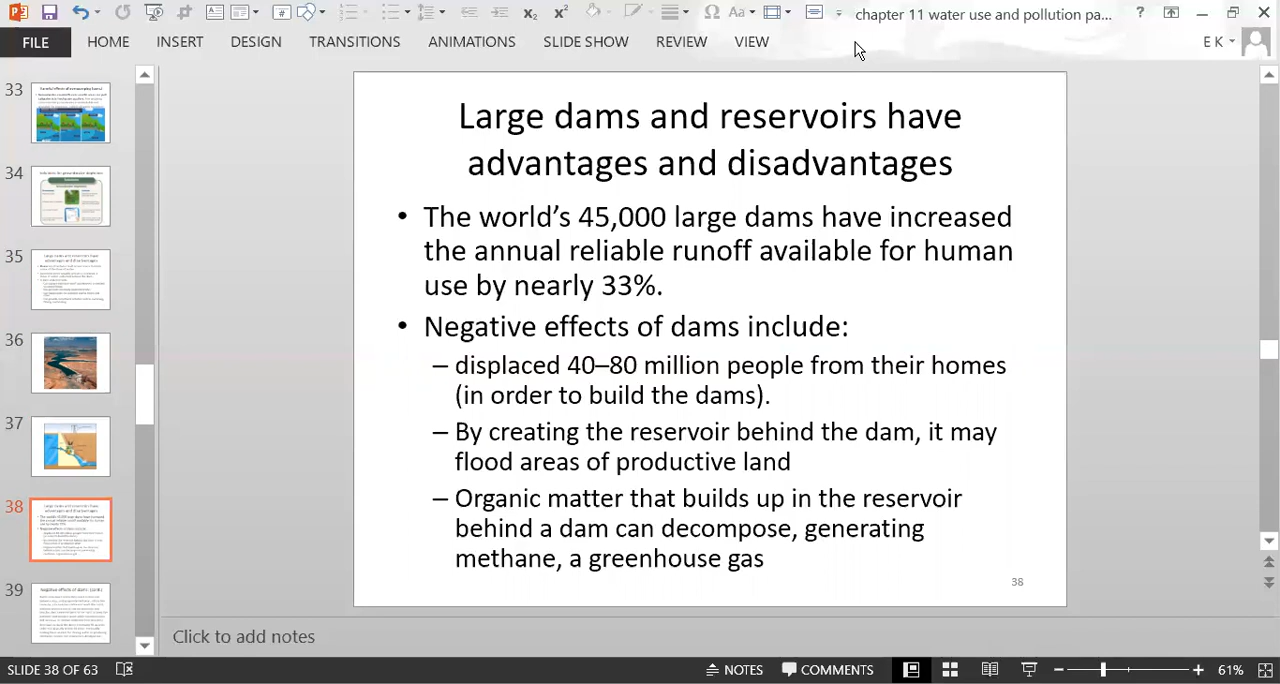 chapter 11 water use and pollution pa...
?
FILE
HOME
INSERT
DESIGN
TRANSITIONS
ANIMATIONS
SLIDE SHOW
REVIEW
VIEW
E K
33
34
35
36
37
38
39
Large dams and reservoirs have
advantages and disadvantages
• The world's 45,000 large dams have increased
the annual reliable runoff available for human
use by nearly 33%.
• Negative effects of dams include:
– displaced 40–80 million people from their homes
(in order to build the dams).
– By creating the reservoir behind the dam, it may
flood areas of productive land
– Organic matter that builds up in the reservoir
behind a dam can decompose, generating
methane, a greenhouse gas
38
Click to add notes
SLIDE 38 OF 63
NOTES
COMMENTS
61%